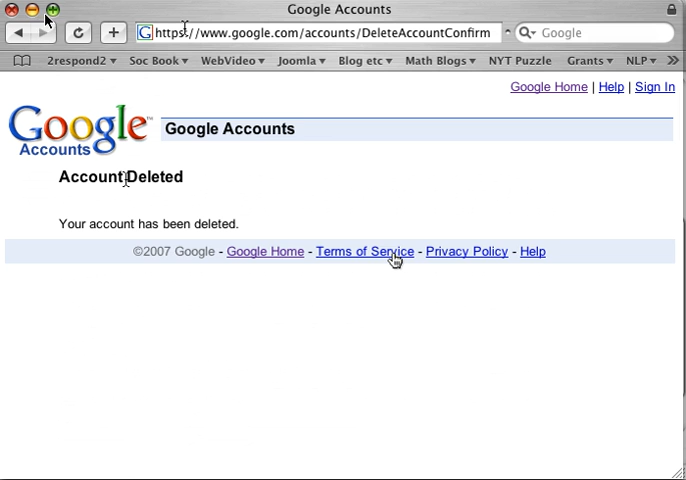 Google Accounts
https://www.google.com/accounts/DeleteAccountConfirm
Google
2respond2 Soc Book WebVideo Joomla Blog etc Math Blogs NYT Puzzle Grants NLP
Google Home | Help | Sign In
Google™
Accounts
Google Accounts
Account Deleted
Your account has been deleted.
©2007 Google - Google Home - Terms of Service - Privacy Policy - Help